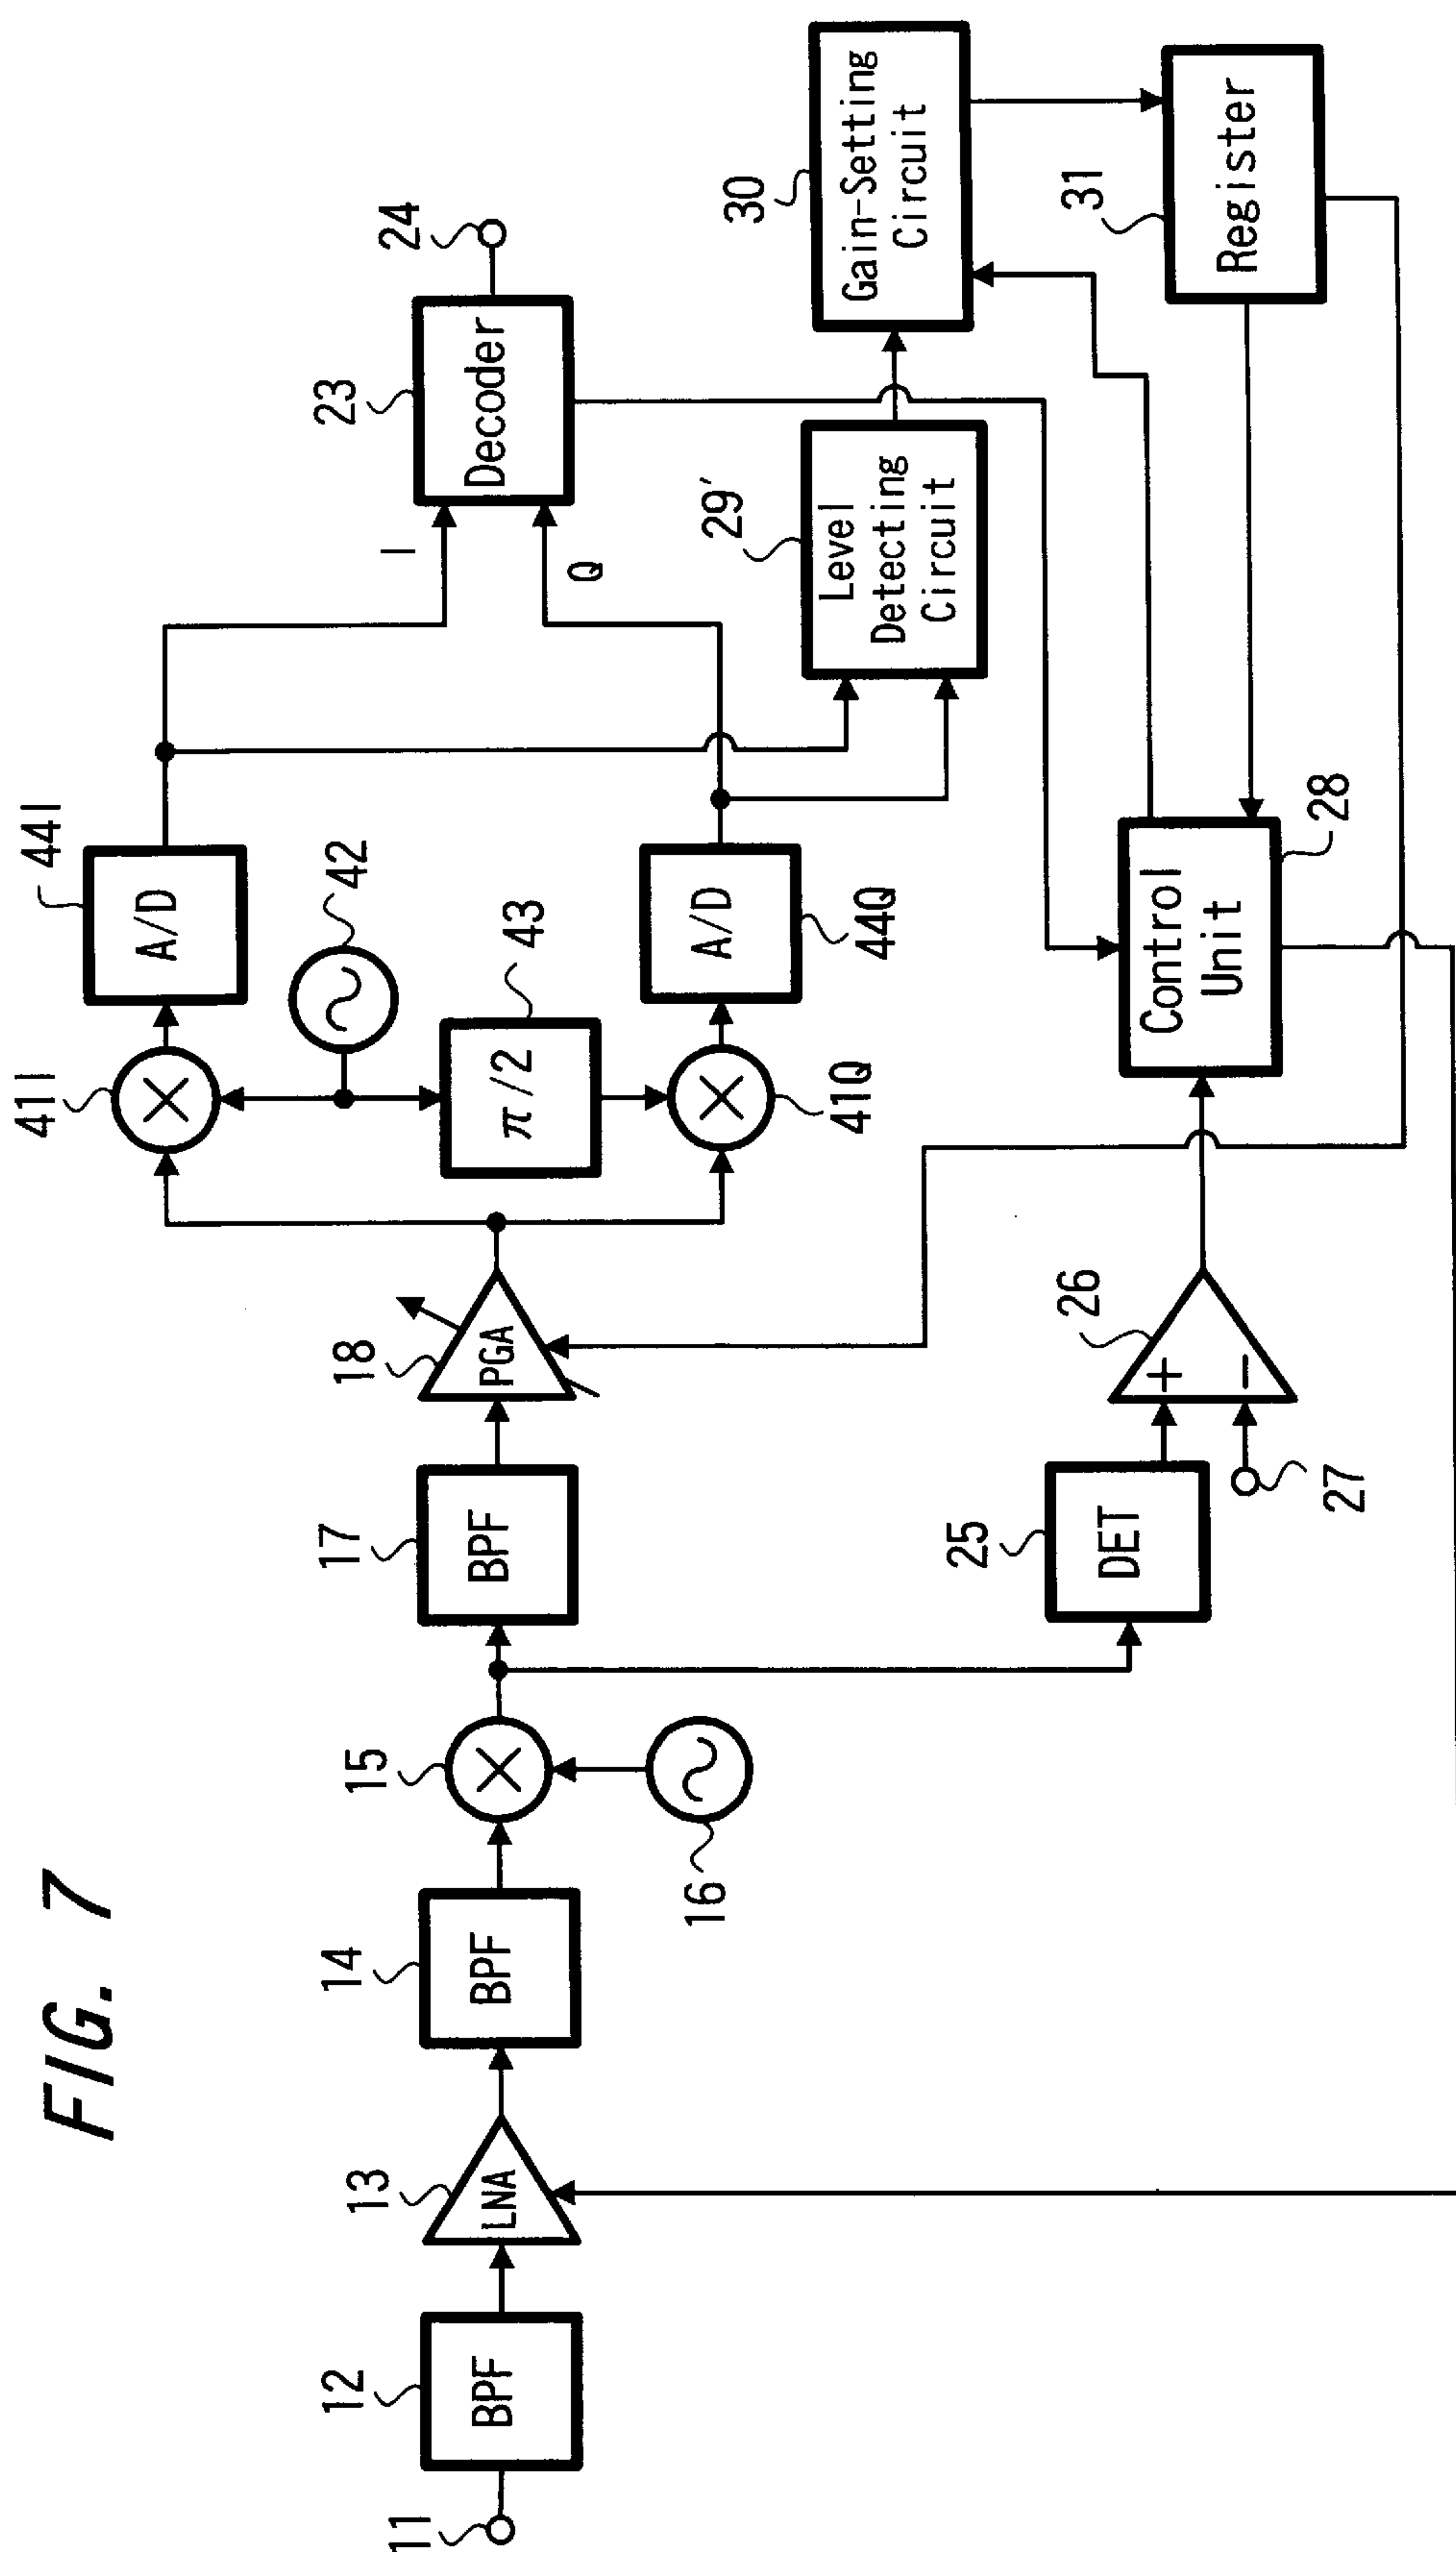 FIG. 7
11
12
BPF
13
LNA
14
BPF
15
16
17
BPF
18
PGA
41I
42
43
π/2
41Q
44I
A/D
44Q
A/D
I
Q
23
Decoder
24
25
DET
26
+
−
27
28
Control
Unit
29'
Level
Detecting
Circuit
30
Gain-Setting
Circuit
31
Register